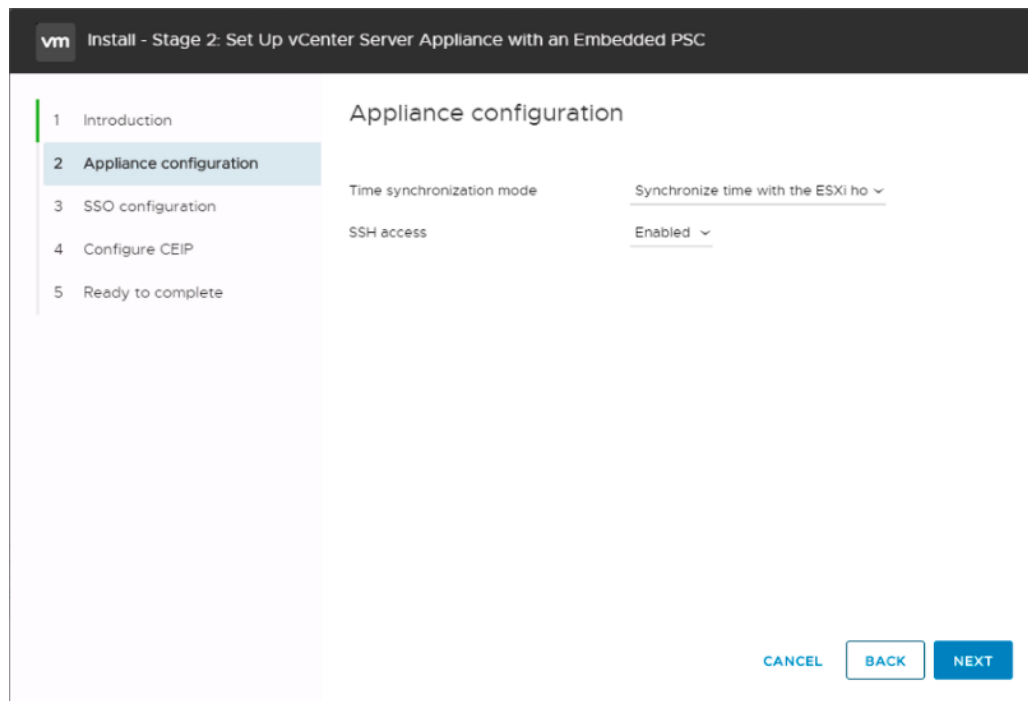 vm Install - Stage 2: Set Up vCenter Server Appliance with an Embedded PSC
1 Introduction
2 Appliance configuration
3 SSO configuration
4 Configure CEIP
5 Ready to complete
Appliance configuration
Time synchronization mode Synchronize time with the ESXi ho
SSH access Enabled
CANCEL BACK NEXT